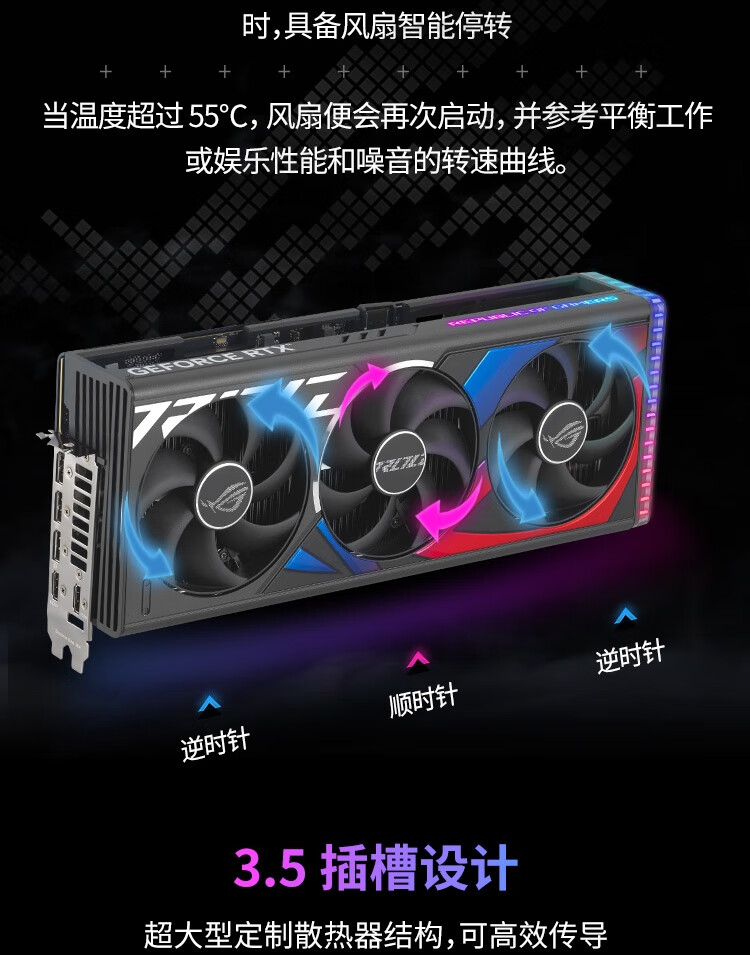 时,具备风扇智能停转
当温度超过 55℃, 风扇便会再次启动, 并参考平衡工作
或娱乐性能和噪音的转速曲线。
REPUBLIC OF GAMERS
GEFORCE RTX
逆时针
顺时针
逆时针
3.5 插槽设计
超大型定制散热器结构,可高效传导